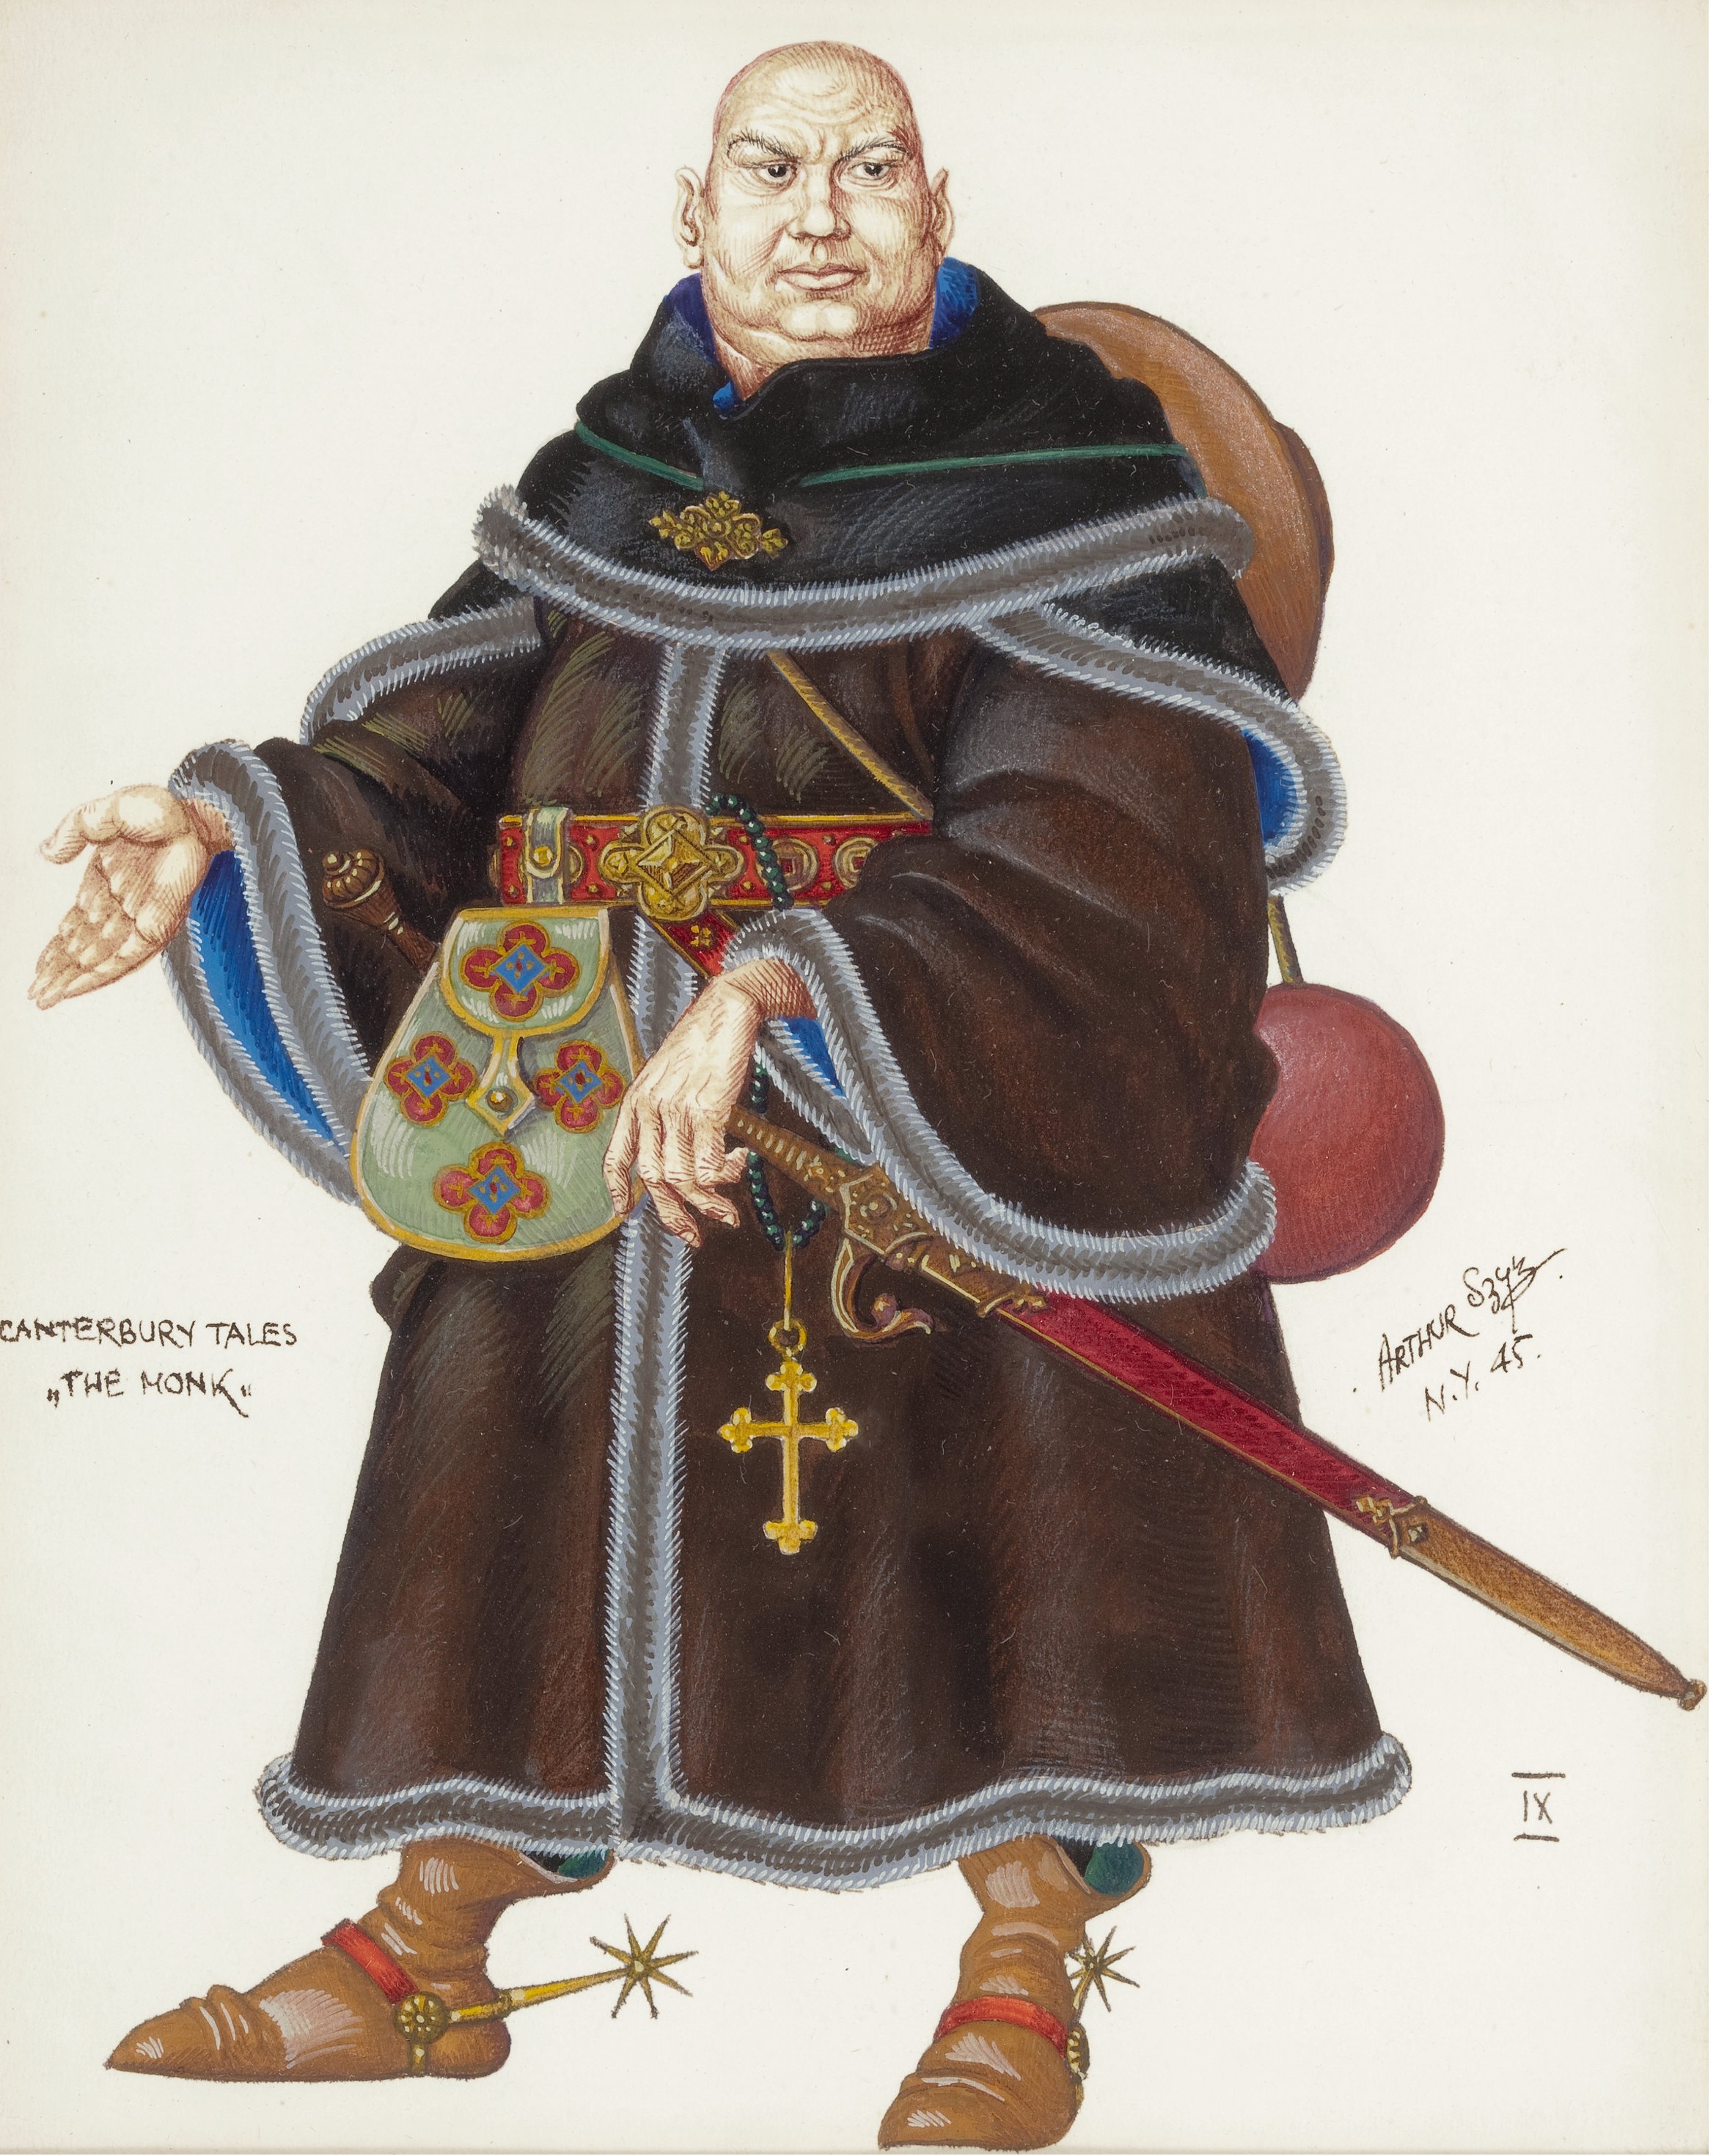 CANTERBURY TALES
„THE MONK„
ARTHUR Szyk
N.Y. 45.
IX